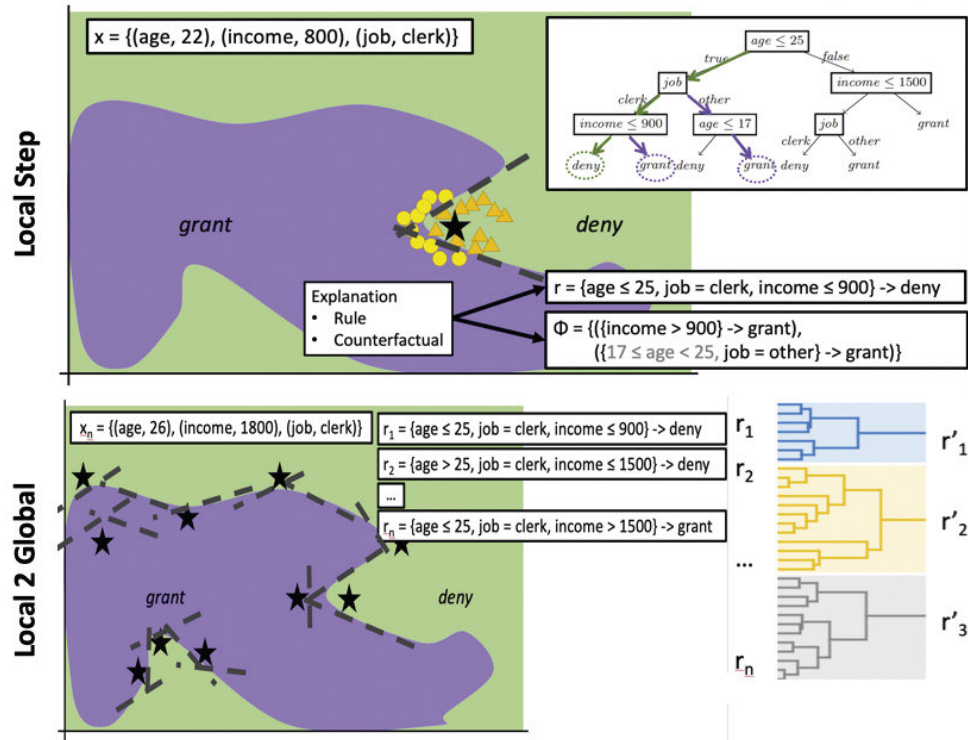 Local Step
x = {(age, 22), (income, 800), (job, clerk)}
age ≤ 25
true
false
job
income ≤ 1500
clerk
other
income ≤ 900
age ≤ 17
job
grant
clerk
other
deny
grant
deny
grant
deny
grant
grant
deny
Explanation
• Rule
• Counterfactual
r = {age ≤ 25, job = clerk, income ≤ 900} -> deny
Φ = {({income > 900} -> grant),
({17 ≤ age < 25, job = other} -> grant)}
Local 2 Global
xn = {(age, 26), (income, 1800), (job, clerk)}
r1 = {age ≤ 25, job = clerk, income ≤ 900} -> deny
r2 = {age > 25, job = clerk, income ≤ 1500} -> deny
...
rn = {age ≤ 25, job = clerk, income > 1500} -> grant
grant
deny
r1
r2
...
rn
r'1
r'2
r'3